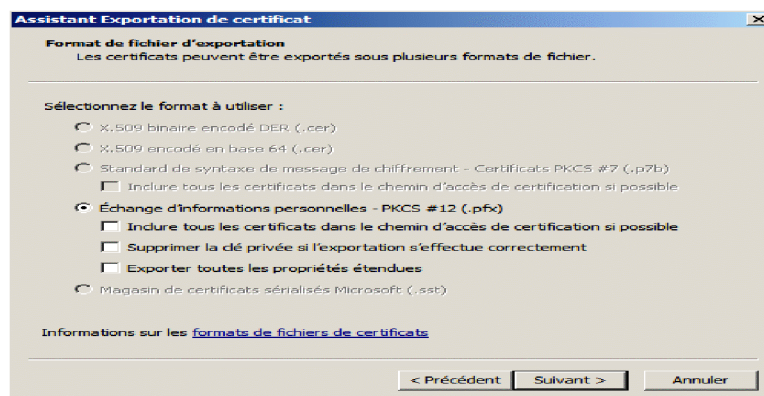 Assistant Exportation de certificat
Format de fichier d'exportation
Les certificats peuvent être exportés sous plusieurs formats de fichier.
Sélectionnez le format à utiliser :
X.509 binaire encodé DER (.cer)
X.509 encodé en base 64 (.cer)
Standard de syntaxe de message de chiffrement - Certificats PKCS #7 (.p7b)
Inclure tous les certificats dans le chemin d'accès de certification si possible
Échange d'informations personnelles - PKCS #12 (.pfx)
Inclure tous les certificats dans le chemin d'accès de certification si possible
Supprimer la clé privée si l'exportation s'effectue correctement
Exporter toutes les propriétés étendues
Magasin de certificats sérialisés Microsoft (.sst)
Informations sur les formats de fichiers de certificats
< Précédent Suivant > Annuler